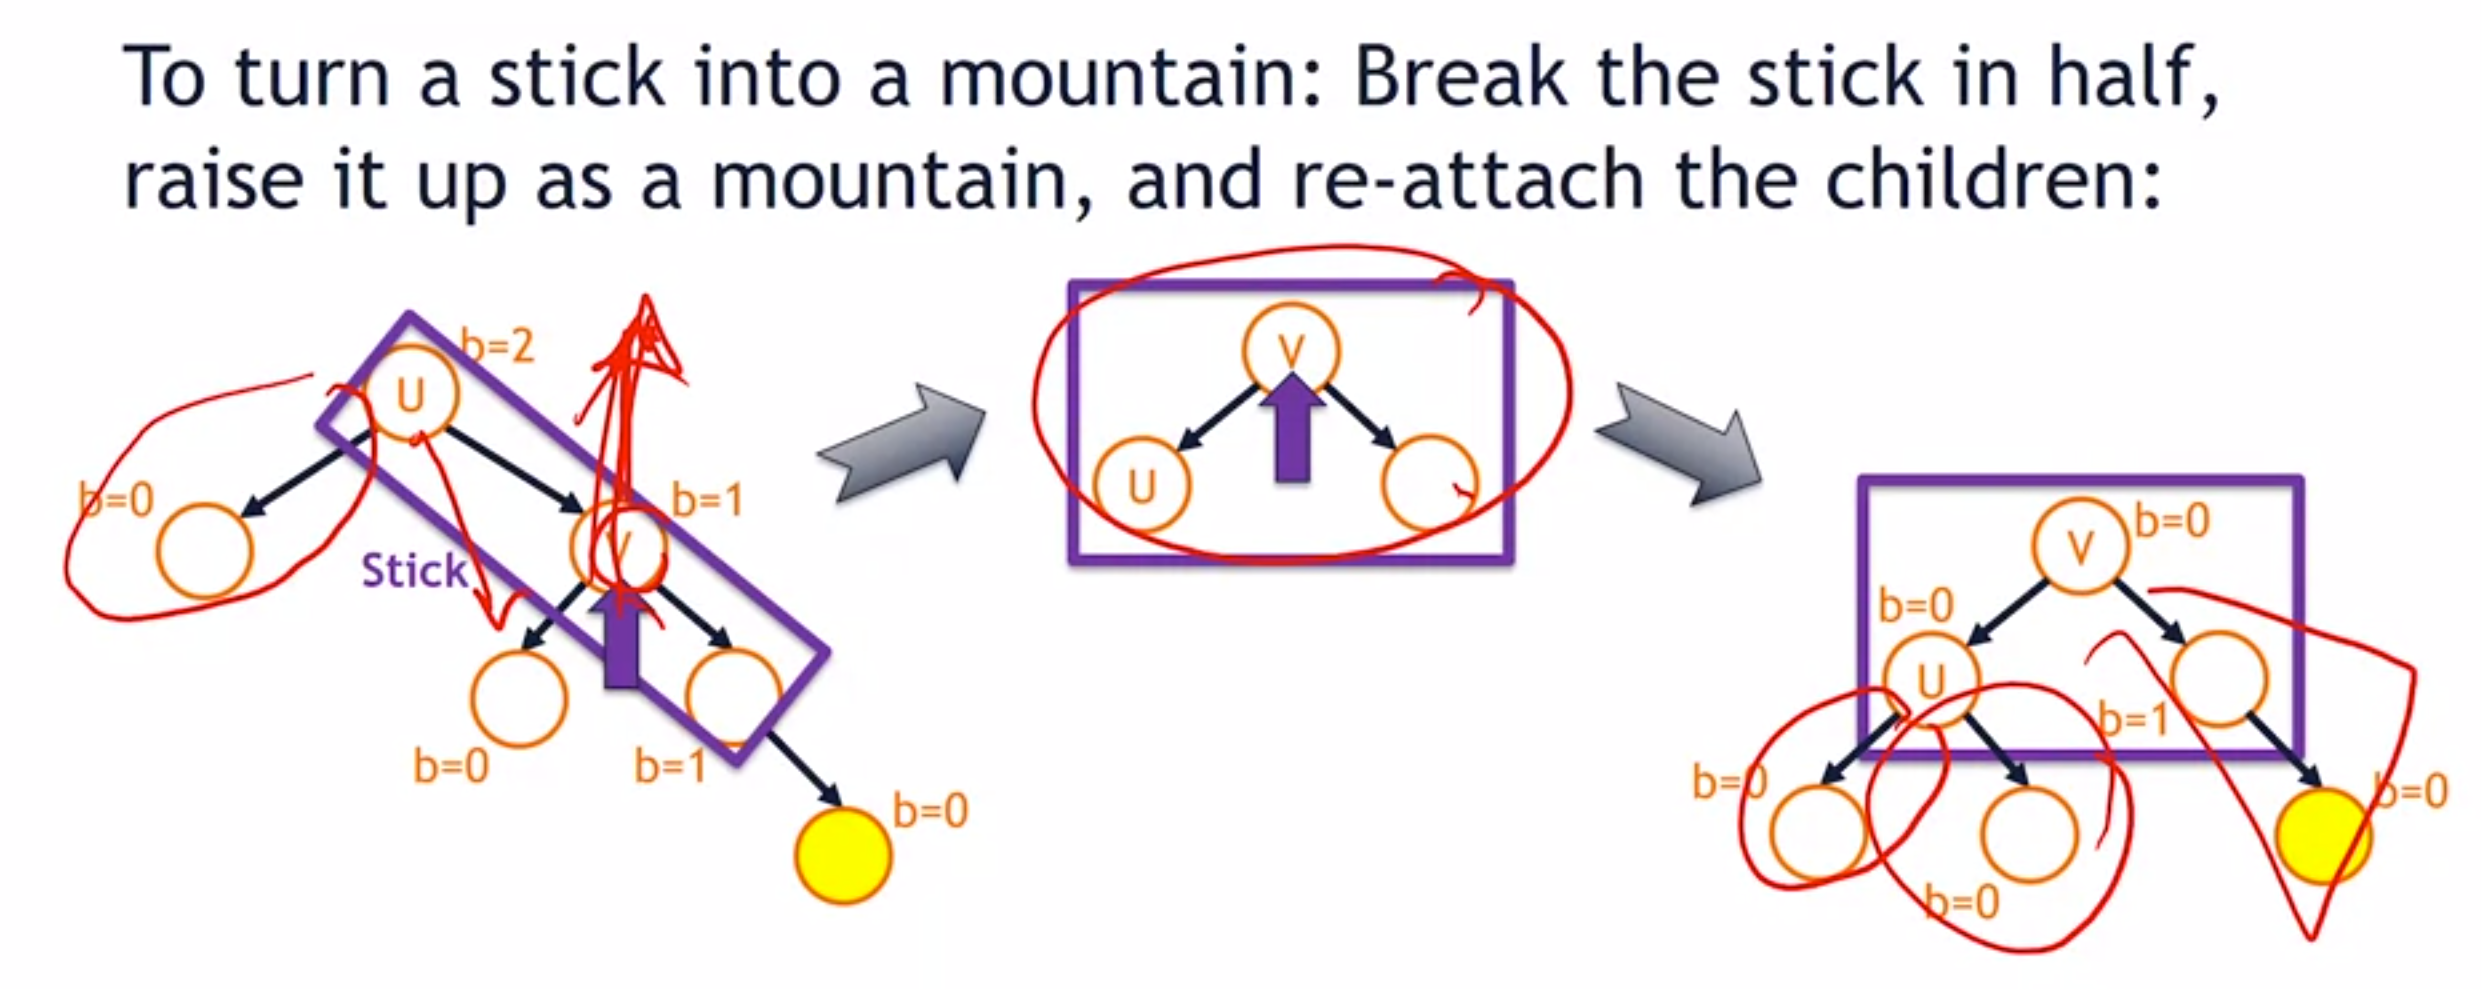 To turn a stick into a mountain: Break the stick in half,
raise it up as a mountain, and re-attach the children:
b=2
U
b=0
b=1
V
Stick
b=0
b=1
b=0
V
U
V
b=0
b=0
U
b=1
b=0
b=0
b=0